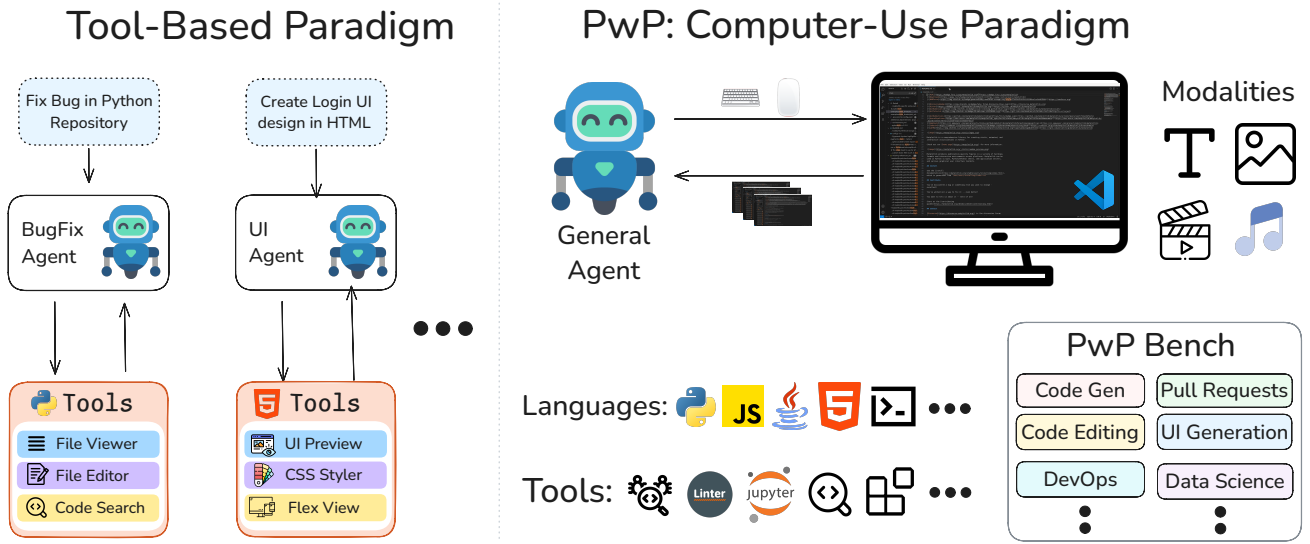 Tool-Based Paradigm
Fix Bug in Python
Repository
Create Login UI
design in HTML
BugFix
Agent
UI
Agent
Tools
File Viewer
File Editor
Code Search
Tools
UI Preview
CSS Styler
Flex View
PwP: Computer-Use Paradigm
General
Agent
Modalities
T
Languages:
JS
Tools:
Linter
jupyter
PwP Bench
Code Gen
Pull Requests
Code Editing
UI Generation
DevOps
Data Science